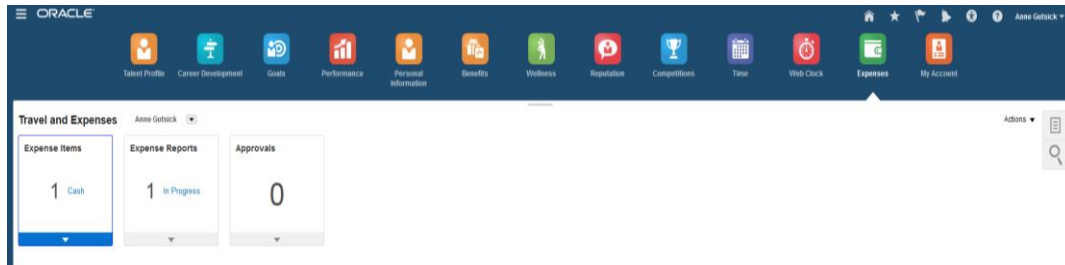 ORACLE
Anne Gutsick
Talent Profile
Career Development
Goals
Performance
Personal Information
Benefits
Wellness
Reputation
Competitions
Time
Web Clock
Expenses
My Account
Travel and Expenses
Anne Gutsick
Actions
Expense Items
Expense Reports
Approvals
1 Cash
1 In Progress
0